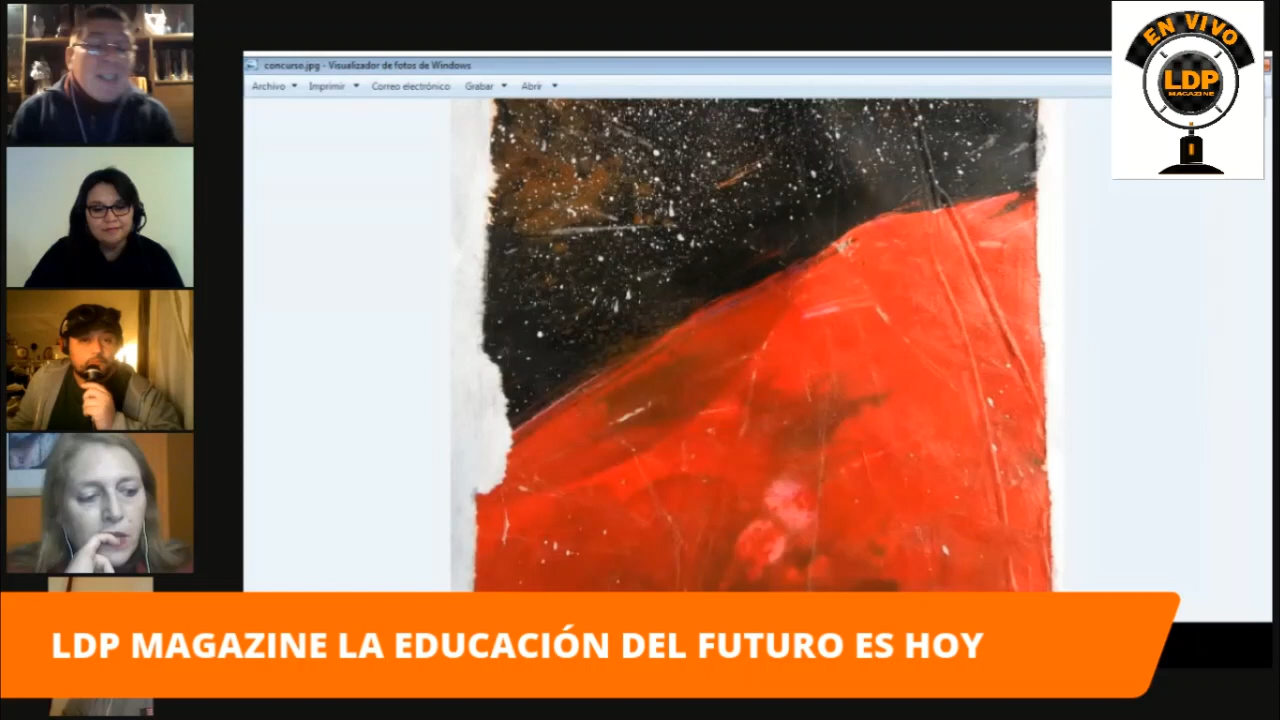 EN VIVO
LDP
MAGAZINE
concurso.jpg - Visualizador de fotos de Windows
Archivo Imprimir Correo electrónico Grabar Abrir
LDP MAGAZINE LA EDUCACIÓN DEL FUTURO ES HOY